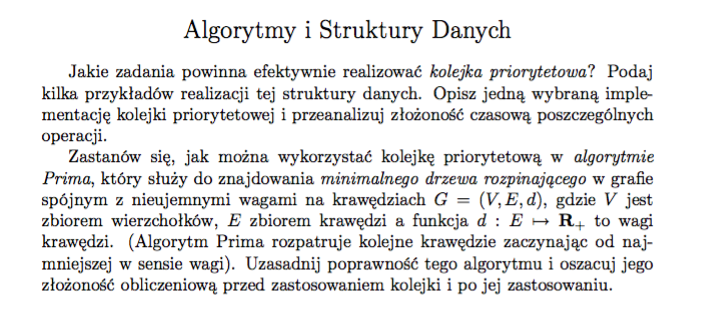 Algorytmy i Struktury Danych
Jakie zadania powinna efektywnie realizować kolejka priorytetowa? Podaj
kilka przykładów realizacji tej struktury danych. Opisz jedną wybraną imple-
mentację kolejki priorytetowej i przeanalizuj złożoność czasową poszczególnych
operacji.
Zastanów się, jak można wykorzystać kolejkę priorytetową w algorytmie
Prima, który służy do znajdowania minimalnego drzewa rozpinającego w grafie
spójnym z nieujemnymi wagami na krawędziach G = (V, E, d), gdzie V jest
zbiorem wierzchołków, E zbiorem krawędzi a funkcja d : E ↦ R₊ to wagi
krawędzi. (Algorytm Prima rozpatruje kolejne krawędzie zaczynając od naj-
mniejszej w sensie wagi). Uzasadnij poprawność tego algorytmu i oszacuj jego
złożoność obliczeniową przed zastosowaniem kolejki i po jej zastosowaniu.